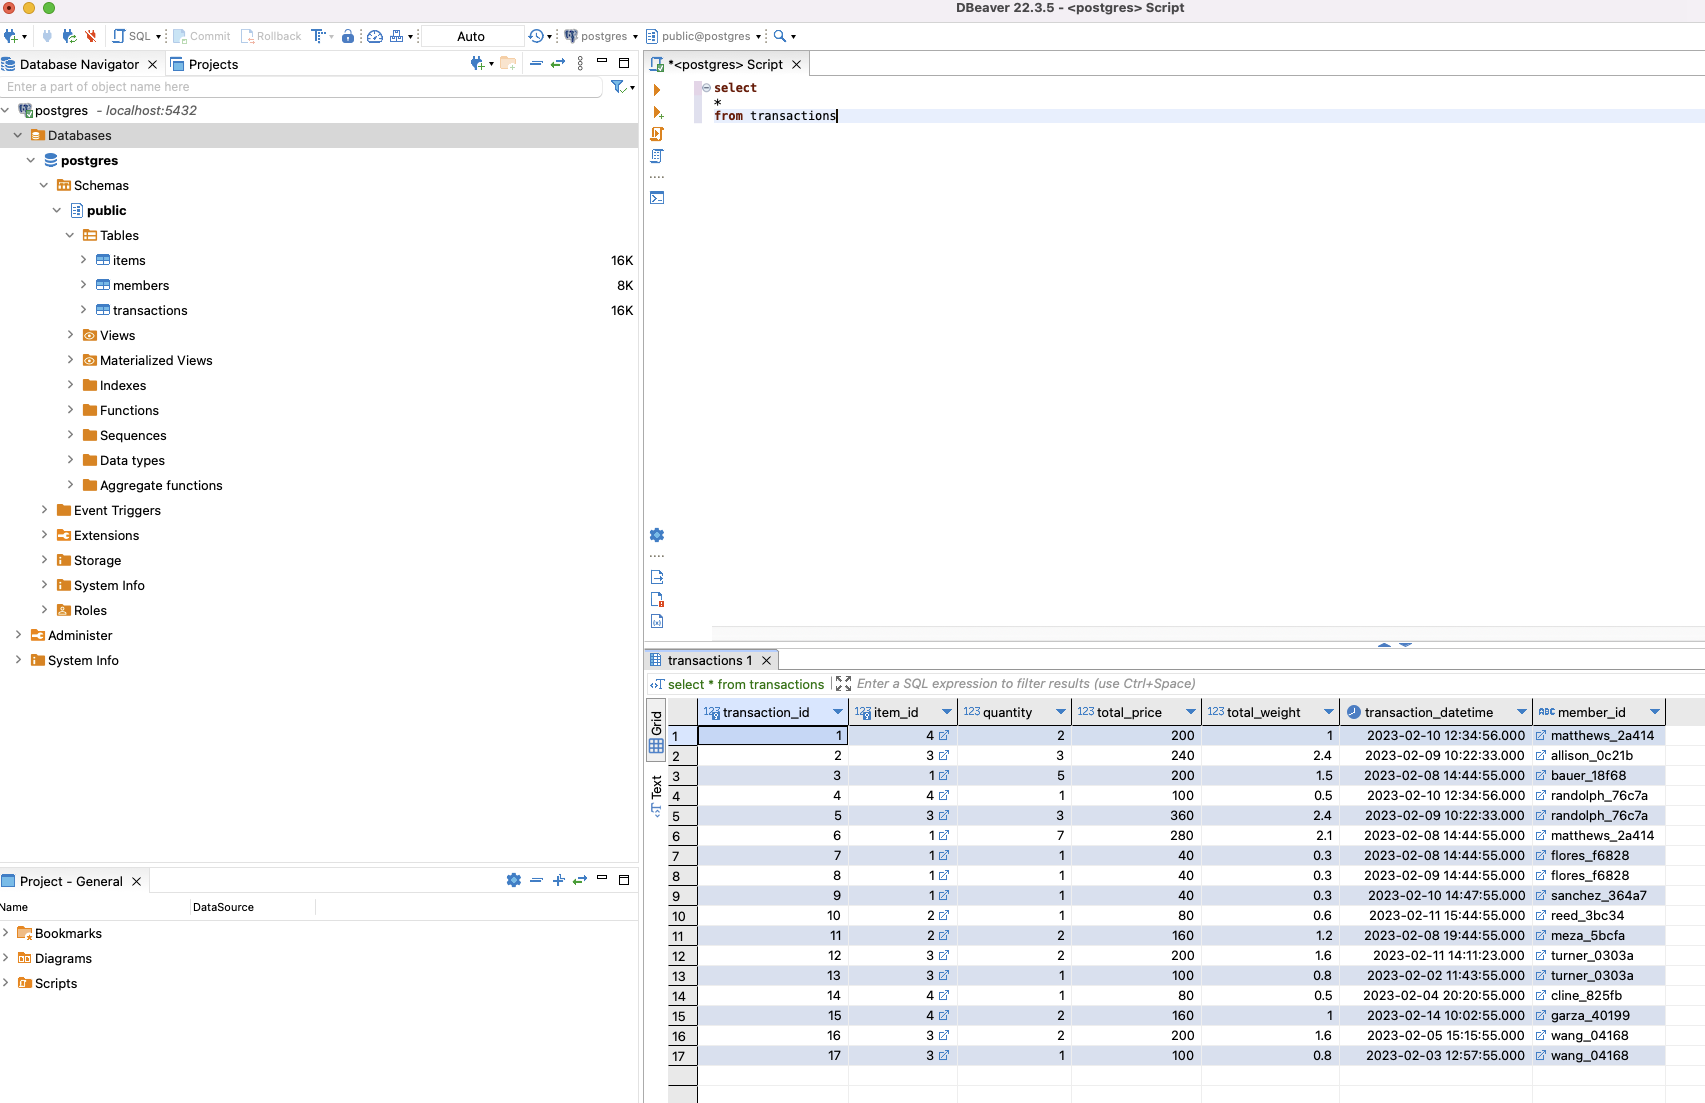 DBeaver 22.3.5 - <postgres> Script
SQL Commit Rollback Auto postgres public@postgres
Database Navigator Projects
Enter a part of object name here
postgres - localhost:5432
Databases
postgres
Schemas
public
Tables
items 16K
members 8K
transactions 16K
Views
Materialized Views
Indexes
Functions
Sequences
Data types
Aggregate functions
Event Triggers
Extensions
Storage
System Info
Roles
Administer
System Info
Project - General
Name DataSource
Bookmarks
Diagrams
Scripts
*<postgres> Script
select
*
from transactions
transactions 1
select * from transactions Enter a SQL expression to filter results (use Ctrl+Space)
Grid
Text
123 transaction_id 123 item_id 123 quantity 123 total_price 123 total_weight transaction_datetime ABC member_id
1 1 4 2 200 1 2023-02-10 12:34:56.000 matthews_2a414
2 2 3 3 240 2.4 2023-02-09 10:22:33.000 allison_0c21b
3 3 1 5 200 1.5 2023-02-08 14:44:55.000 bauer_18f68
4 4 4 1 100 0.5 2023-02-10 12:34:56.000 randolph_76c7a
5 5 3 3 360 2.4 2023-02-09 10:22:33.000 randolph_76c7a
6 6 1 7 280 2.1 2023-02-08 14:44:55.000 matthews_2a414
7 7 1 1 40 0.3 2023-02-08 14:44:55.000 flores_f6828
8 8 1 1 40 0.3 2023-02-09 14:44:55.000 flores_f6828
9 9 1 1 40 0.3 2023-02-10 14:47:55.000 sanchez_364a7
10 10 2 1 80 0.6 2023-02-11 15:44:55.000 reed_3bc34
11 11 2 2 160 1.2 2023-02-08 19:44:55.000 meza_5bcfa
12 12 3 2 200 1.6 2023-02-11 14:11:23.000 turner_0303a
13 13 3 1 100 0.8 2023-02-02 11:43:55.000 turner_0303a
14 14 4 1 80 0.5 2023-02-04 20:20:55.000 cline_825fb
15 15 4 2 160 1 2023-02-14 10:02:55.000 garza_40199
16 16 3 2 200 1.6 2023-02-05 15:15:55.000 wang_04168
17 17 3 1 100 0.8 2023-02-03 12:57:55.000 wang_04168